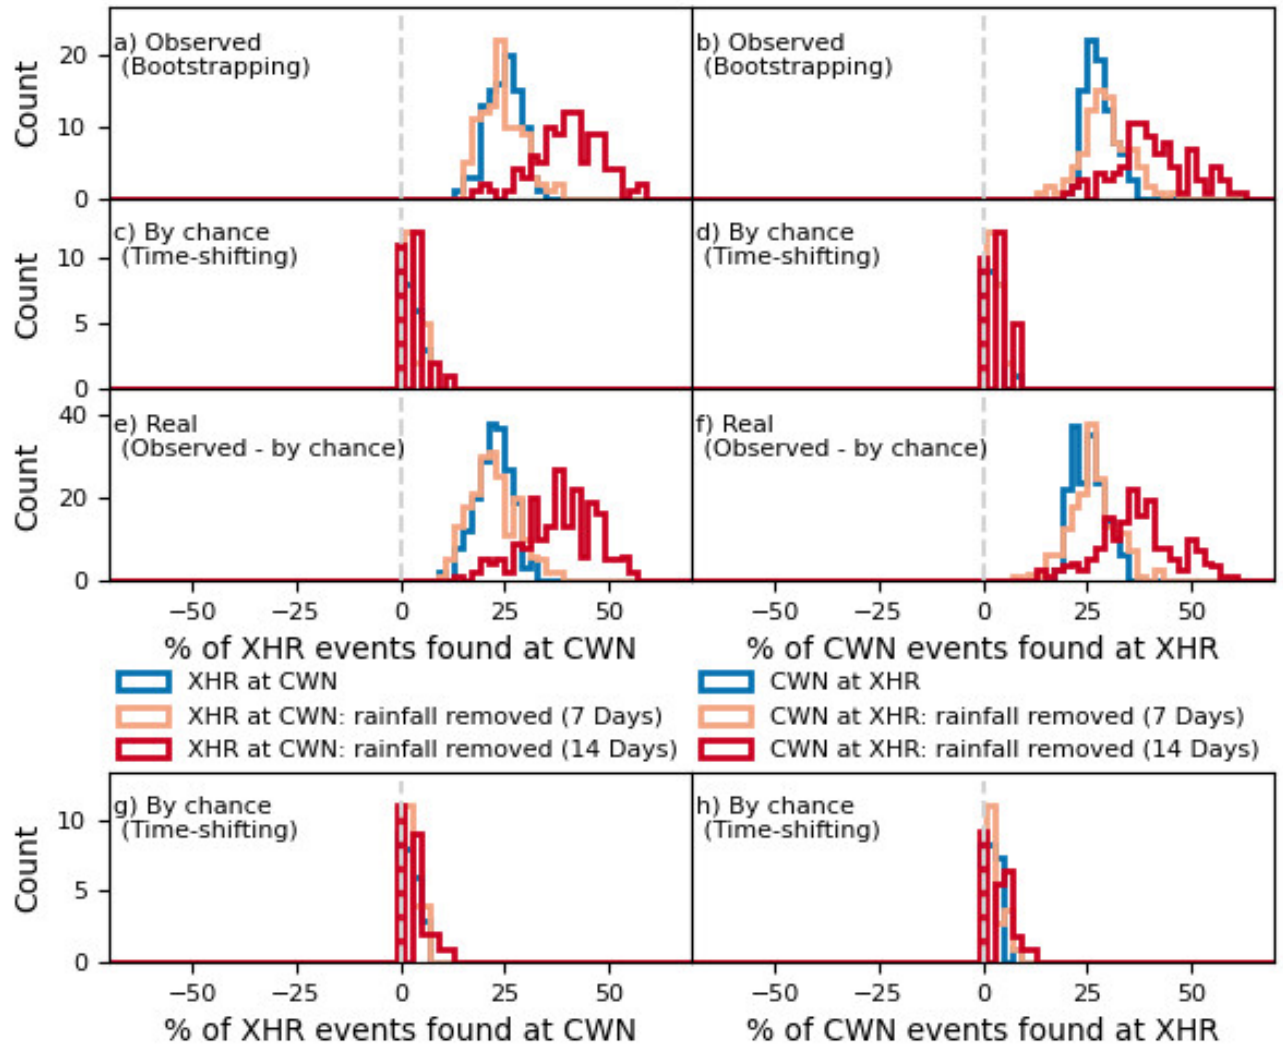 a) Observed
(Bootstrapping)
b) Observed
(Bootstrapping)
Count
20
10
0
c) By chance
(Time-shifting)
d) By chance
(Time-shifting)
Count
10
5
0
e) Real
(Observed - by chance)
f) Real
(Observed - by chance)
Count
40
20
0
−50 −25 0 25 50
−50 −25 0 25 50
% of XHR events found at CWN
% of CWN events found at XHR
XHR at CWN
XHR at CWN: rainfall removed (7 Days)
XHR at CWN: rainfall removed (14 Days)
CWN at XHR
CWN at XHR: rainfall removed (7 Days)
CWN at XHR: rainfall removed (14 Days)
g) By chance
(Time-shifting)
h) By chance
(Time-shifting)
Count
10
5
0
−50 −25 0 25 50
−50 −25 0 25 50
% of XHR events found at CWN
% of CWN events found at XHR